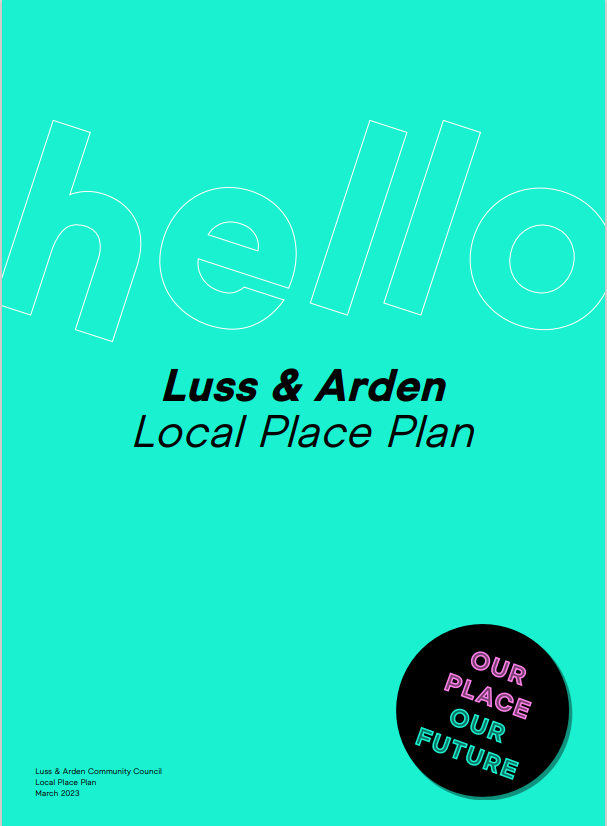 hello
Luss & Arden
Local Place Plan
OUR
PLACE
OUR
FUTURE
Luss & Arden Community Council
Local Place Plan
March 2023